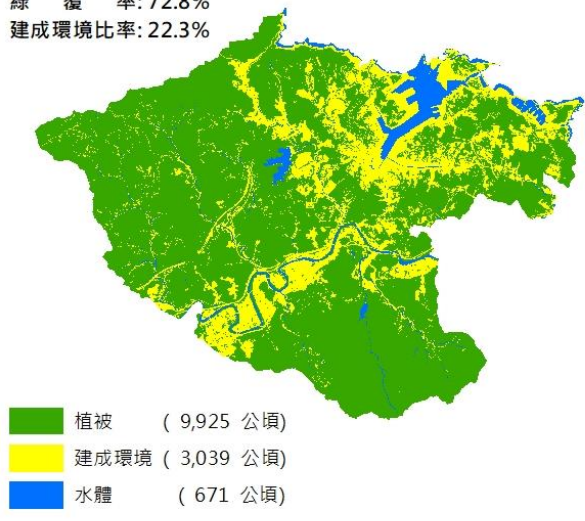 綠 覆 率: 72.8%
建成環境比率: 22.3%
植被 ( 9,925 公頃)
建成環境 ( 3,039 公頃)
水體 ( 671 公頃)